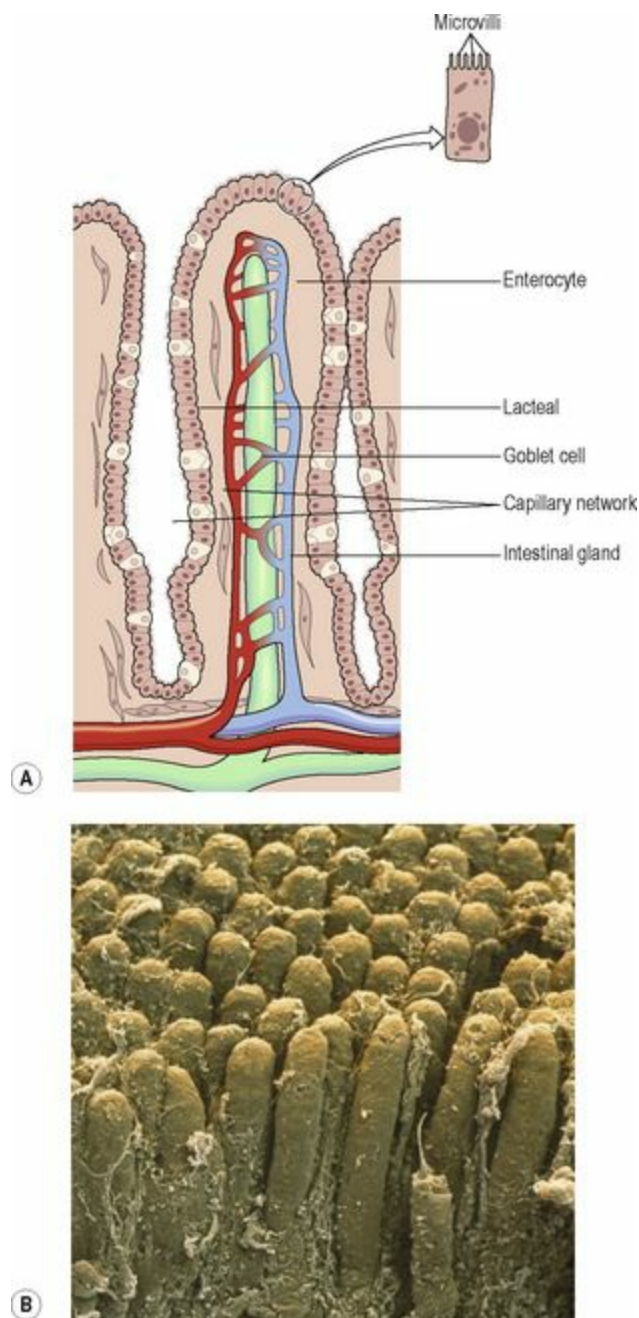 Microvilli
Enterocyte
Lacteal
Goblet cell
Capillary network
Intestinal gland
A
B